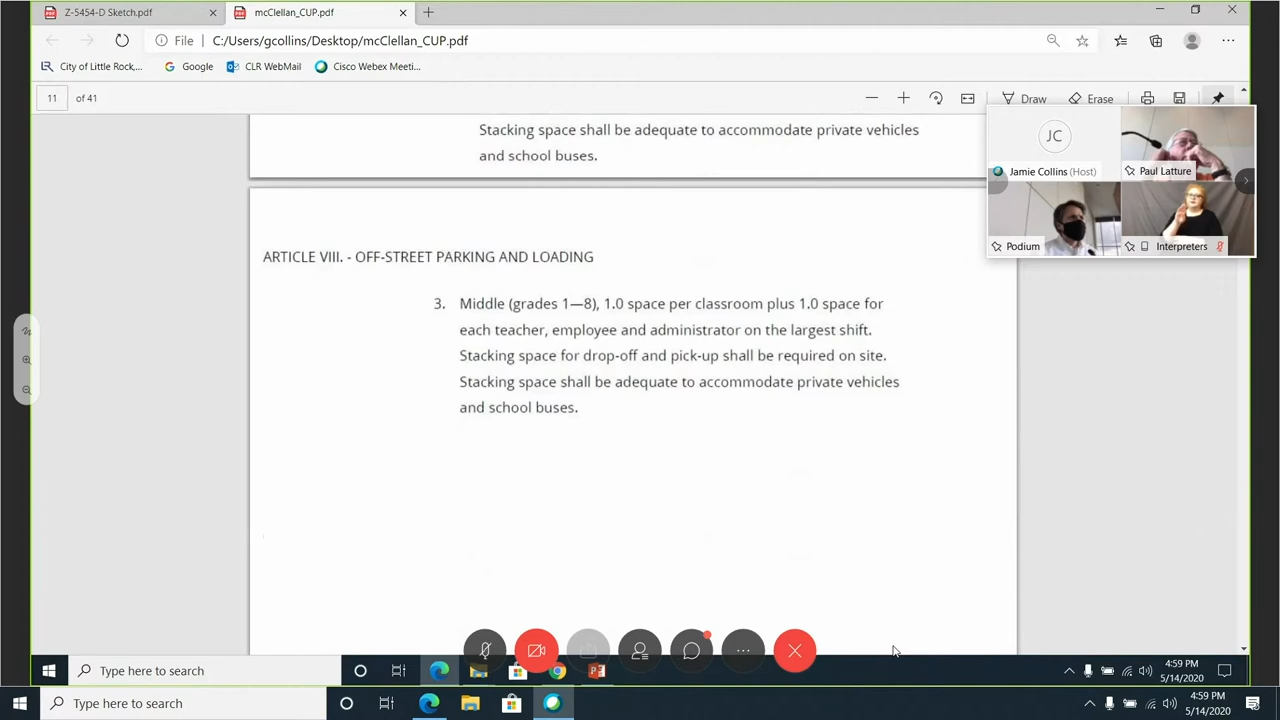 Z-5454-D Sketch.pdf
mcClellan_CUP.pdf
File
C:/Users/gcollins/Desktop/mcClellan_CUP.pdf
City of Little Rock,...
Google
CLR WebMail
Cisco Webex Meeti...
11 of 41
Draw
Erase
JC
Jamie Collins (Host)
Paul Latture
Podium
Interpreters
Stacking space shall be adequate to accommodate private vehicles
and school buses.
ARTICLE VIII. - OFF-STREET PARKING AND LOADING
3. Middle (grades 1—8), 1.0 space per classroom plus 1.0 space for
each teacher, employee and administrator on the largest shift.
Stacking space for drop-off and pick-up shall be required on site.
Stacking space shall be adequate to accommodate private vehicles
and school buses.
Type here to search
4:59 PM
5/14/2020
Type here to search
4:59 PM
5/14/2020